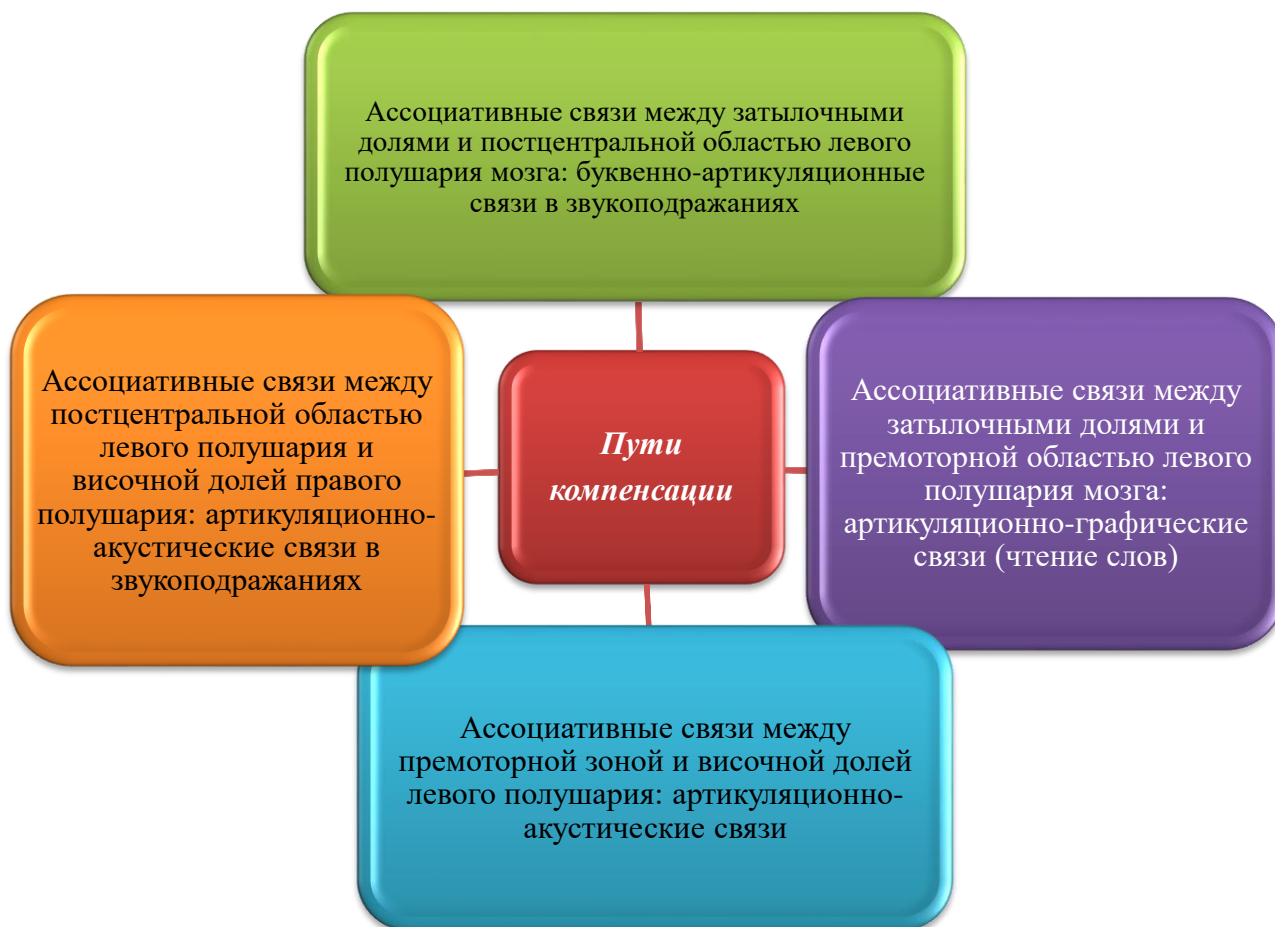 Ассоциативные связи между затылочными
долями и постцентральной областью левого
полушария мозга: буквенно-артикуляционные
связи в звукоподражаниях
Ассоциативные связи между
постцентральной областью
левого полушария и
височной долей правого
полушария: артикуляционно-
акустические связи в
звукоподражаниях
Пути
компенсации
Ассоциативные связи между
затылочными долями и
премоторной областью левого
полушария мозга:
артикуляционно-графические
связи (чтение слов)
Ассоциативные связи между
премоторной зоной и височной долей
левого полушария: артикуляционно-
акустические связи